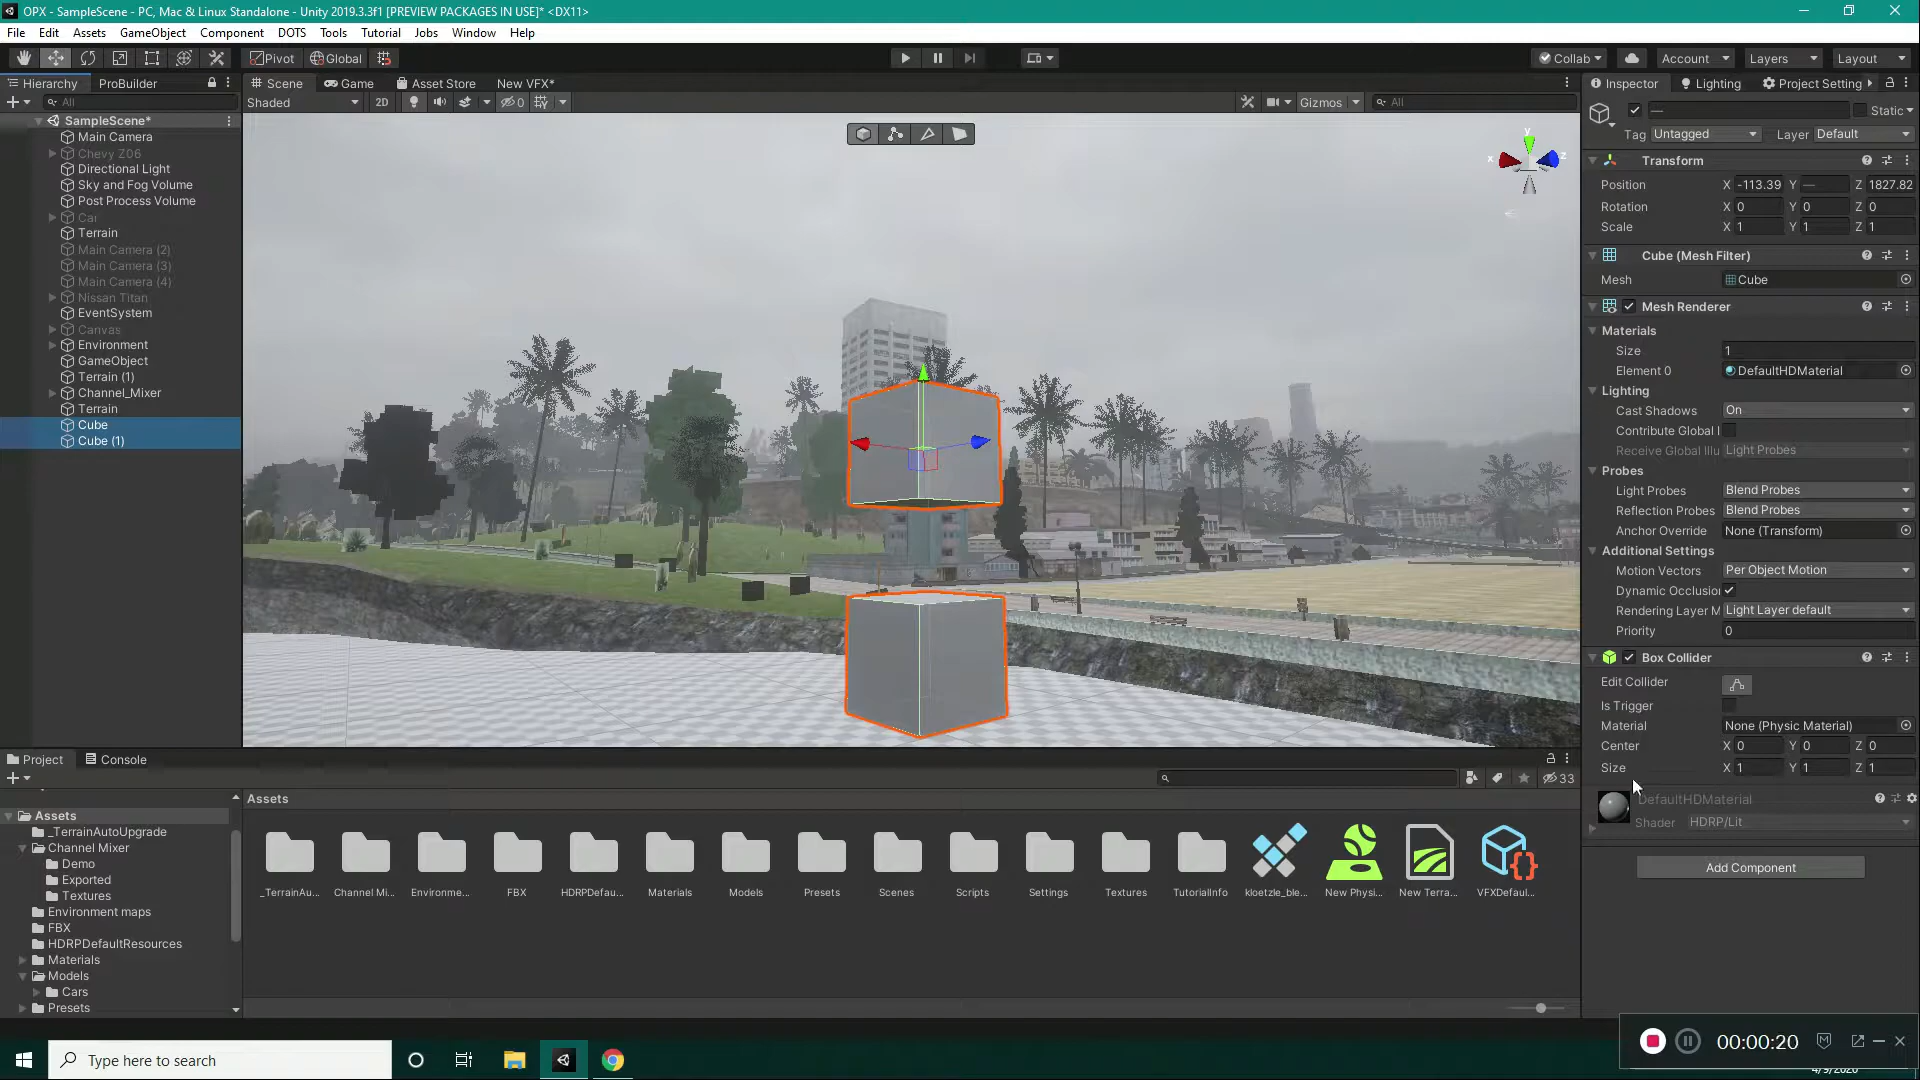 OPX - SampleScene - PC, Mac & Linux Standalone - Unity 2019.3.3f1 [PREVIEW PACKAGES IN USE]* <DX11>
File Edit Assets GameObject Component DOTS Tools Tutorial Jobs Window Help
Pivot Global Collab Account Layers Layout
Hierarchy ProBuilder
All
SampleScene*
Main Camera
Chevy Z06
Directional Light
Sky and Fog Volume
Post Process Volume
Car
Terrain
Main Camera (2)
Main Camera (3)
Main Camera (4)
Nissan Titan
EventSystem
Canvas
Environment
GameObject
Terrain (1)
Channel_Mixer
Terrain
Cube
Cube (1)
Scene Game Asset Store New VFX*
Shaded 2D 0 Gizmos All
y
x z
Inspector Lighting Project Setting
— Static
Tag Untagged Layer Default
Transform
Position X -113.39 Y — Z 1827.82
Rotation X 0 Y 0 Z 0
Scale X 1 Y 1 Z 1
Cube (Mesh Filter)
Mesh Cube
Mesh Renderer
Materials
Size 1
Element 0 DefaultHDMaterial
Lighting
Cast Shadows On
Contribute Global I
Receive Global Illu Light Probes
Probes
Light Probes Blend Probes
Reflection Probes Blend Probes
Anchor Override None (Transform)
Additional Settings
Motion Vectors Per Object Motion
Dynamic Occlusion
Rendering Layer M Light Layer default
Priority 0
Box Collider
Edit Collider
Is Trigger
Material None (Physic Material)
Center X 0 Y 0 Z 0
Size X 1 Y 1 Z 1
DefaultHDMaterial
Shader HDRP/Lit
Add Component
Project Console
33
Assets
_TerrainAutoUpgrade
Channel Mixer
Demo
Exported
Textures
Environment maps
FBX
HDRPDefaultResources
Materials
Models
Cars
Presets
Assets
_TerrainAu... Channel Mi... Environme... FBX HDRPDefau... Materials Models Presets Scenes Scripts Settings Textures TutorialInfo kloetzle_ble... New Physi... New Terra... VFXDefaul...
Type here to search
00:00:20
4/9/2020